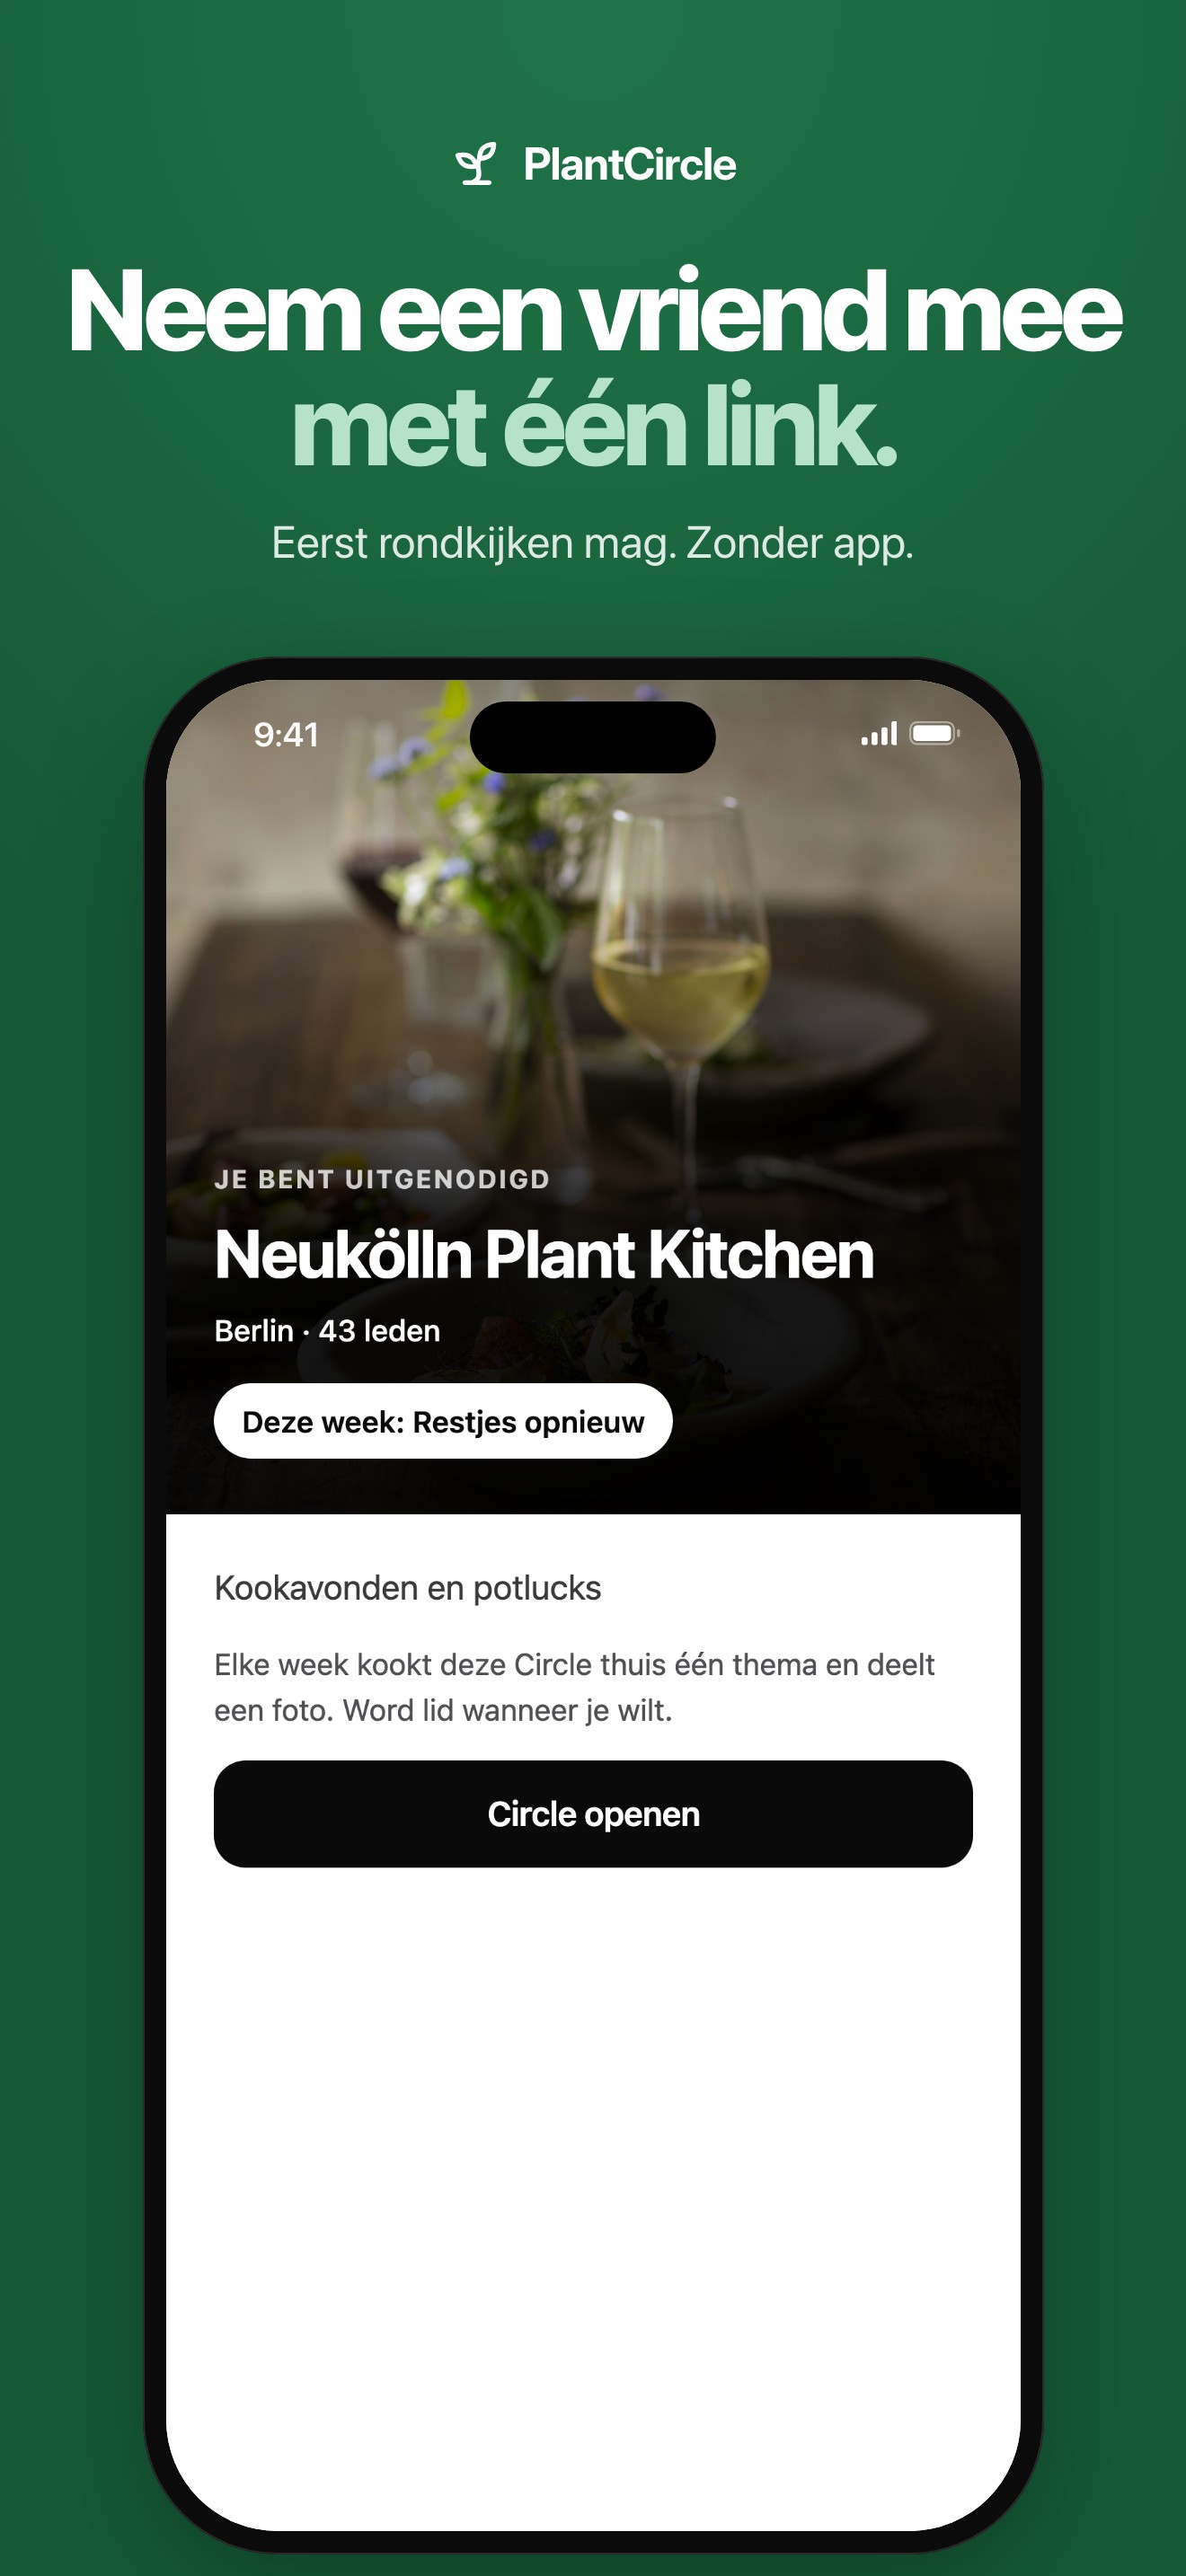 PlantCircle
Neem een vriend mee
met één link.
Eerst rondkijken mag. Zonder app.
9:41
JE BENT UITGENODIGD
Neukölln Plant Kitchen
Berlin · 43 leden
Deze week: Restjes opnieuw
Kookavonden en potlucks
Elke week kookt deze Circle thuis één thema en deelt
een foto. Word lid wanneer je wilt.
Circle openen